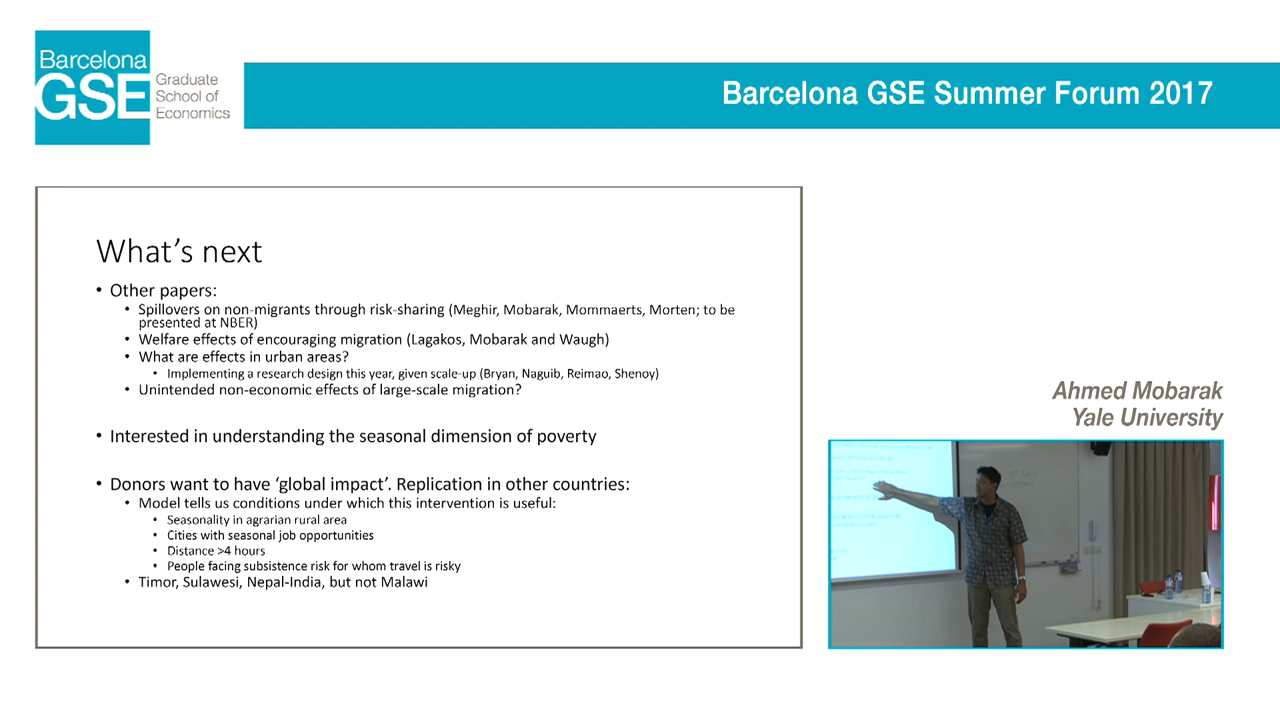 Barcelona
GSE
Graduate
School of
Economics
Barcelona GSE Summer Forum 2017
What's next
• Other papers:
• Spillovers on non-migrants through risk-sharing (Meghir, Mobarak, Mommaerts, Morten; to be
presented at NBER)
• Welfare effects of encouraging migration (Lagakos, Mobarak and Waugh)
• What are effects in urban areas?
• Implementing a research design this year, given scale-up (Bryan, Naguib, Reimao, Shenoy)
• Unintended non-economic effects of large-scale migration?
• Interested in understanding the seasonal dimension of poverty
• Donors want to have ‘global impact’. Replication in other countries:
• Model tells us conditions under which this intervention is useful:
• Seasonality in agrarian rural area
• Cities with seasonal job opportunities
• Distance >4 hours
• People facing subsistence risk for whom travel is risky
• Timor, Sulawesi, Nepal-India, but not Malawi
Ahmed Mobarak
Yale University